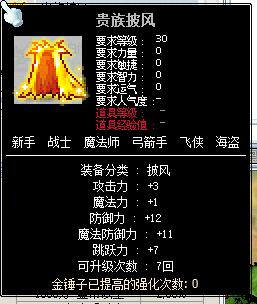 贵族披风
要求等级： 30
要求力量： 0
要求敏捷： 0
要求智力： 0
要求运气： 0
要求人气度： -
道具等级： -
道具经验值： -
新手 战士 魔法师 弓箭手 飞侠 海盗
装备分类： 披风
攻击力： +3
魔法力： +1
防御力： +12
魔法防御力： +11
跳跃力： +7
可升级次数： 7回
金锤子已提高的强化次数: 0